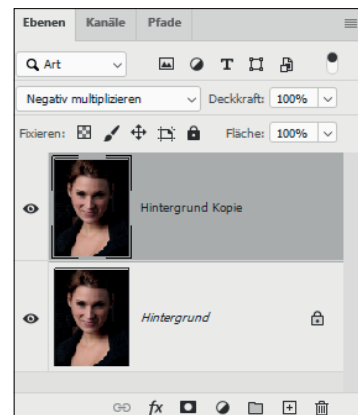 Ebenen Kanäle Pfade
Art
Negativ multiplizieren Deckkraft: 100%
Fixieren: Fläche: 100%
Hintergrund Kopie
Hintergrund
fx